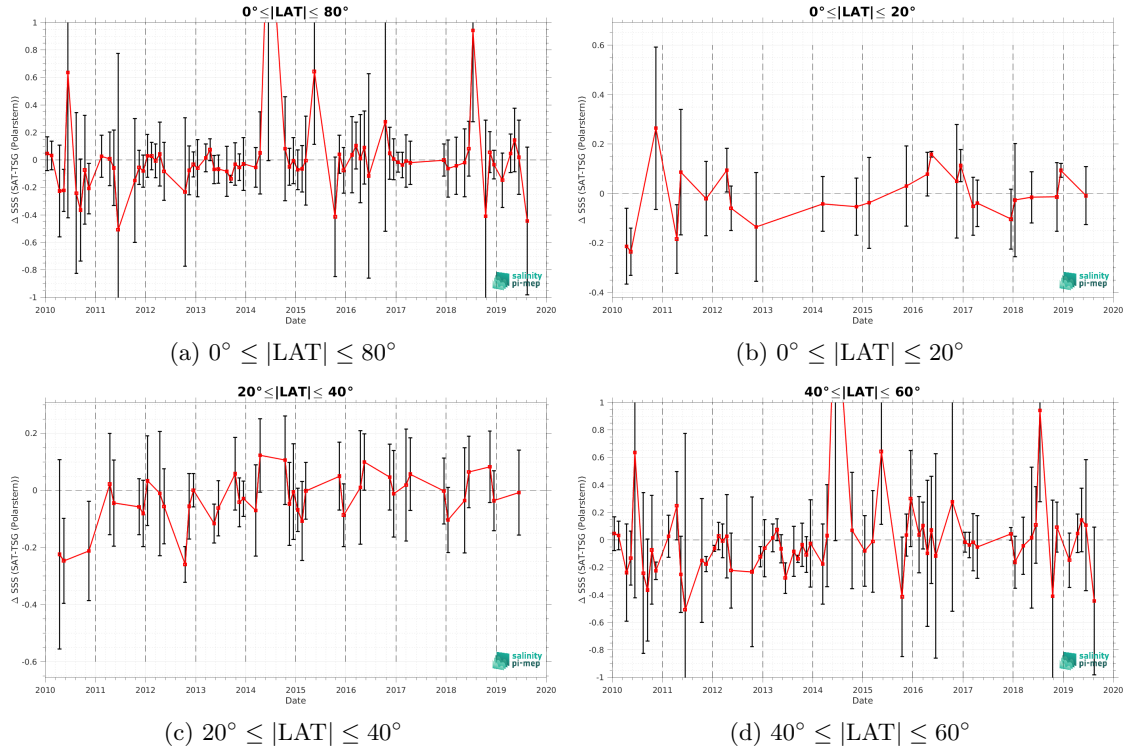 0°≤|LAT|≤ 80°
Δ SSS (SAT-TSG (Polarstern))
1
0.8
0.6
0.4
0.2
0
-0.2
-0.4
-0.6
-0.8
-1
2010 2011 2012 2013 2014 2015 2016 2017 2018 2019 2020
Date
salinity
pi-mep
(a) 0° ≤ |LAT| ≤ 80°
0°≤|LAT|≤ 20°
Δ SSS (SAT-TSG (Polarstern))
0.6
0.4
0.2
0
-0.2
-0.4
2010 2011 2012 2013 2014 2015 2016 2017 2018 2019 2020
Date
salinity
pi-mep
(b) 0° ≤ |LAT| ≤ 20°
20°≤|LAT|≤ 40°
Δ SSS (SAT-TSG (Polarstern))
0.2
0
-0.2
-0.4
-0.6
2010 2011 2012 2013 2014 2015 2016 2017 2018 2019 2020
Date
salinity
pi-mep
(c) 20° ≤ |LAT| ≤ 40°
40°≤|LAT|≤ 60°
Δ SSS (SAT-TSG (Polarstern))
1
0.8
0.6
0.4
0.2
0
-0.2
-0.4
-0.6
-0.8
-1
2010 2011 2012 2013 2014 2015 2016 2017 2018 2019 2020
Date
salinity
pi-mep
(d) 40° ≤ |LAT| ≤ 60°